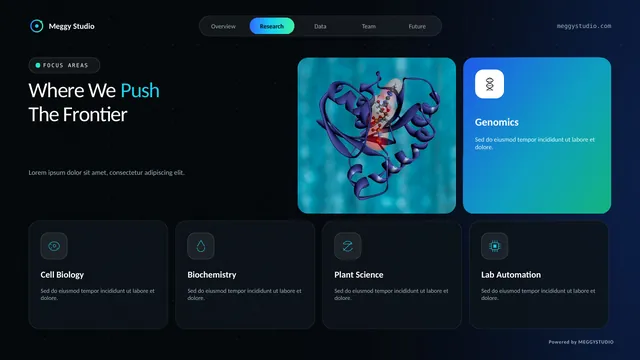 Meggy Studio
Overview
Research
Data
Team
Future
meggystudio.com
FOCUS AREAS
Where We Push
The Frontier
Lorem ipsum dolor sit amet, consectetur adipiscing elit.
Genomics
Sed do eiusmod tempor incididunt ut labore et
dolore.
Cell Biology
Sed do eiusmod tempor incididunt ut labore et
dolore.
Biochemistry
Sed do eiusmod tempor incididunt ut labore et
dolore.
Plant Science
Sed do eiusmod tempor incididunt ut labore et
dolore.
Lab Automation
Sed do eiusmod tempor incididunt ut labore et
dolore.
Powered by MEGGYSTUDIO